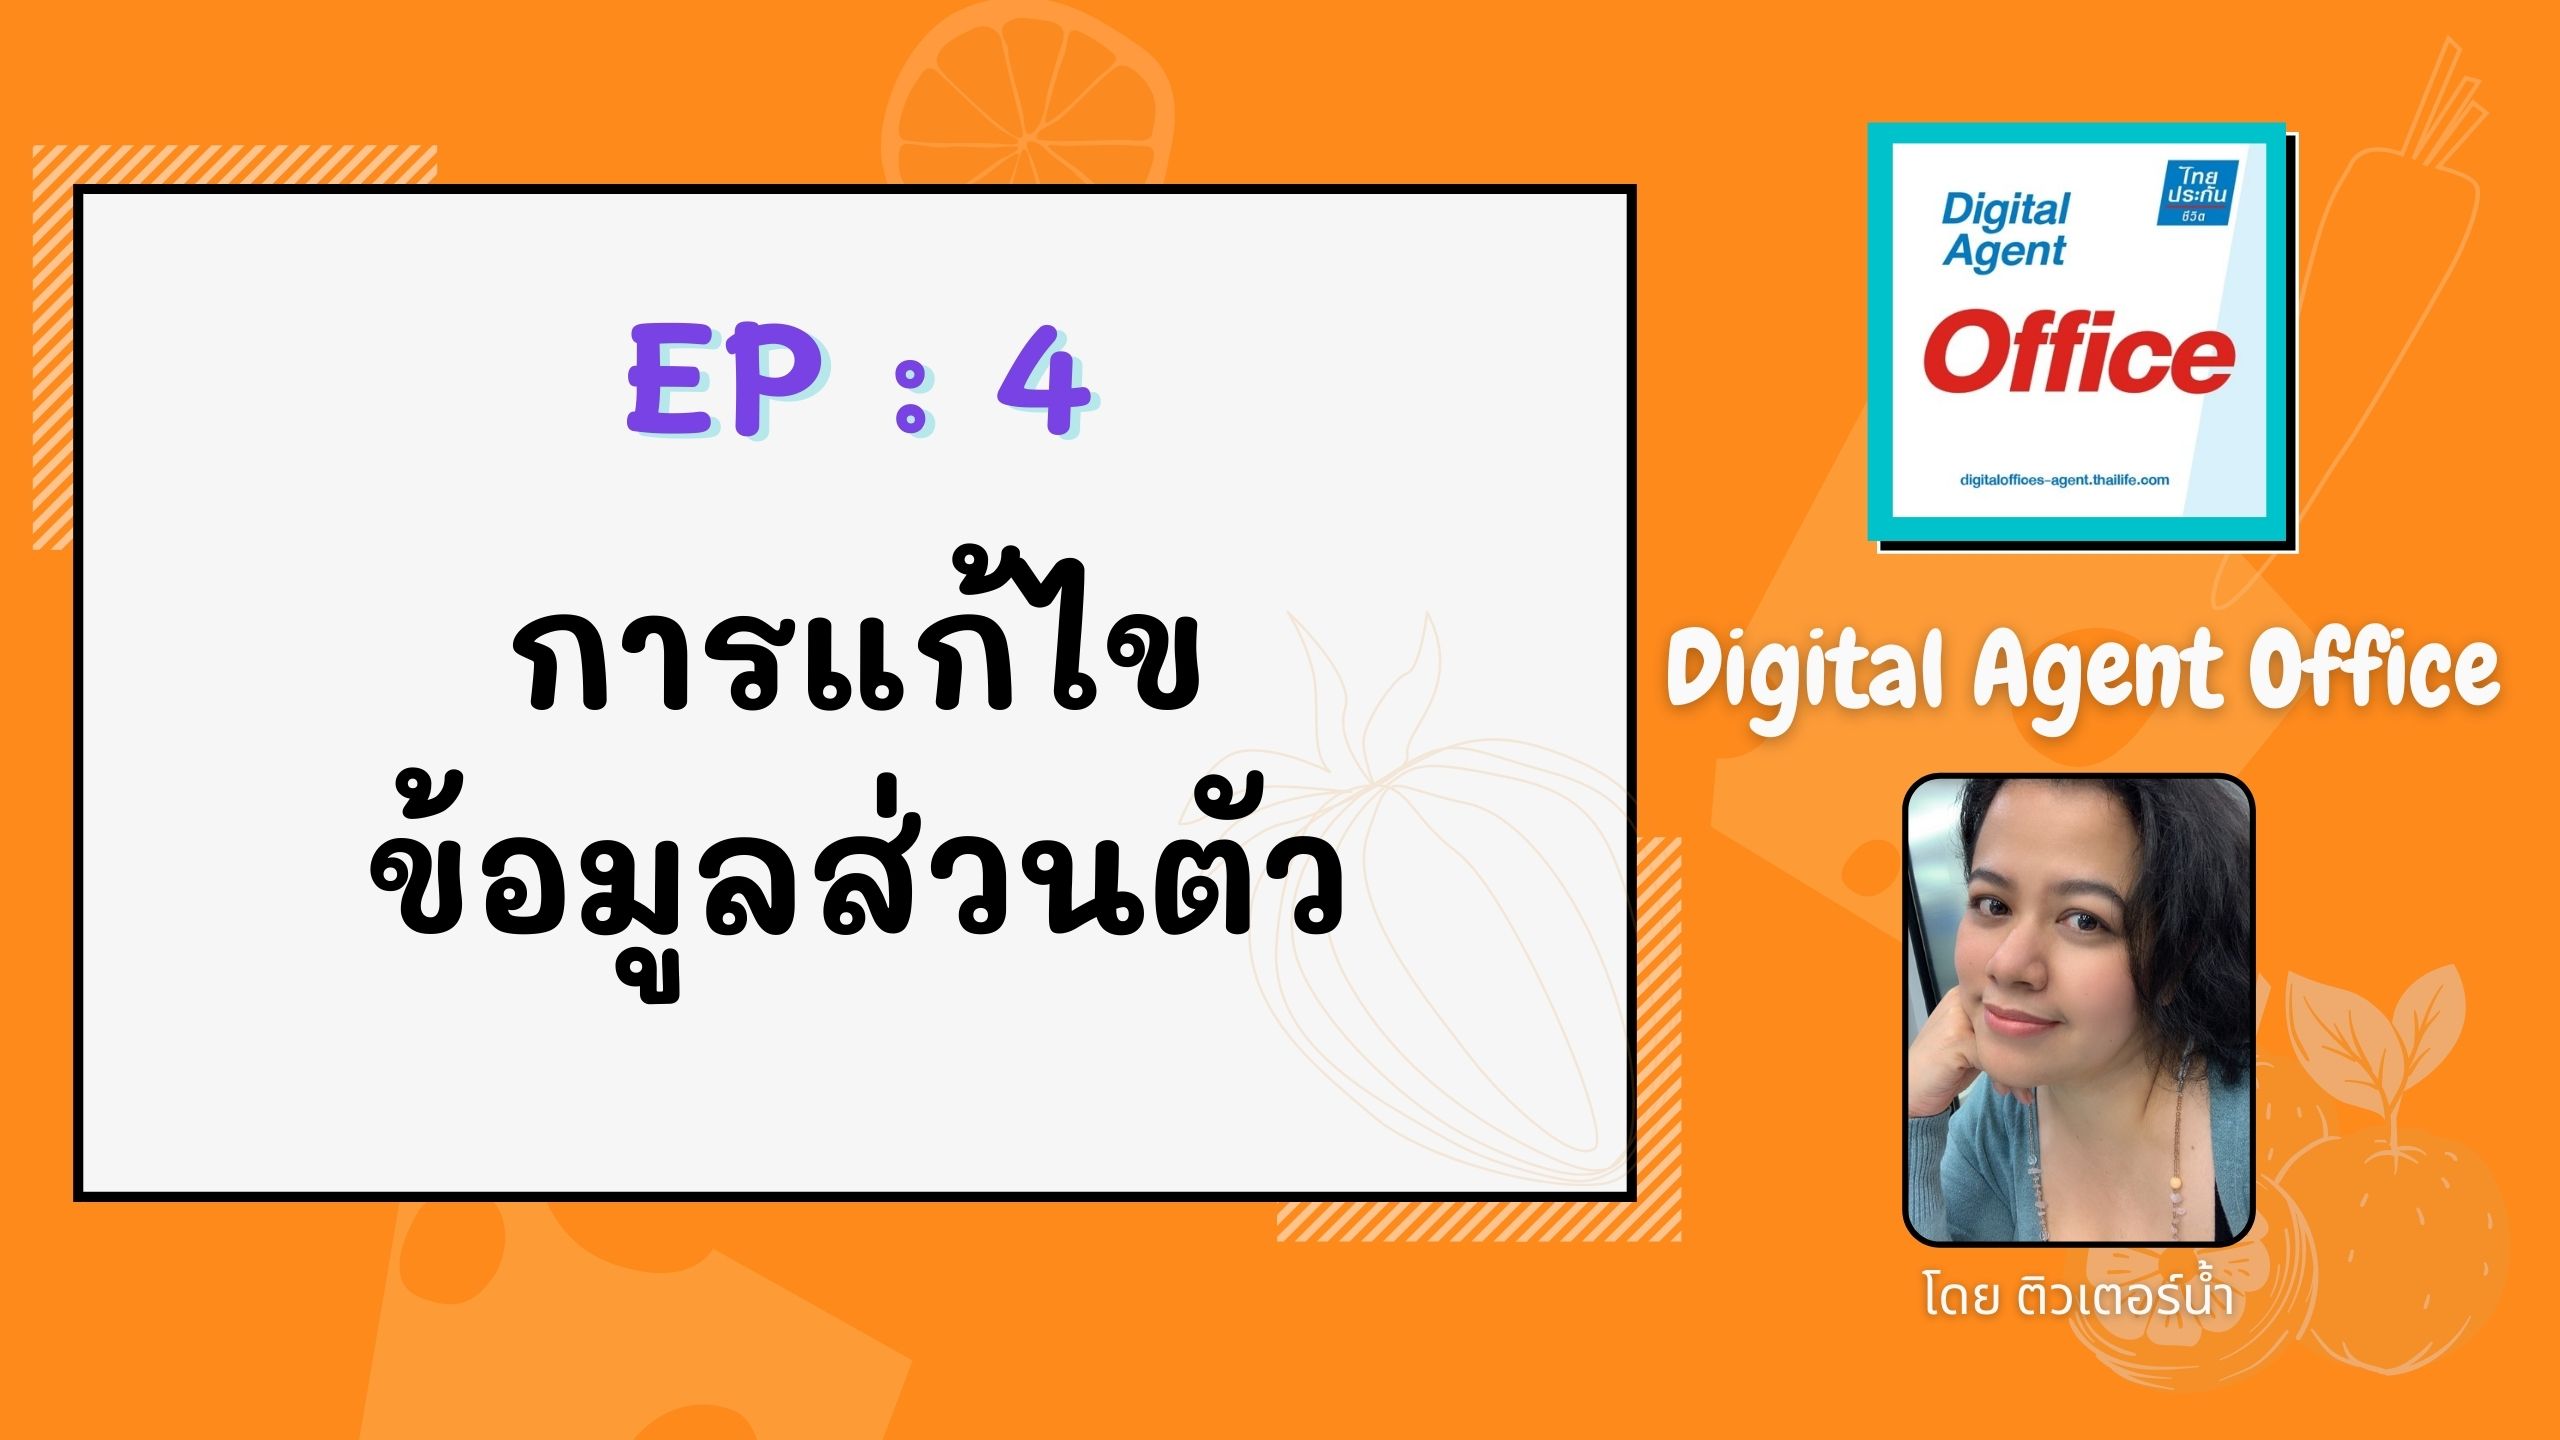 EP : 4
การแก้ไข
ข้อมูลส่วนตัว
Digital
Agent
ไทย
ประกัน
ชีวิต
Office
digitaloffices-agent.thailife.com
Digital Agent Office
โดย ติวเตอร์น้ำ